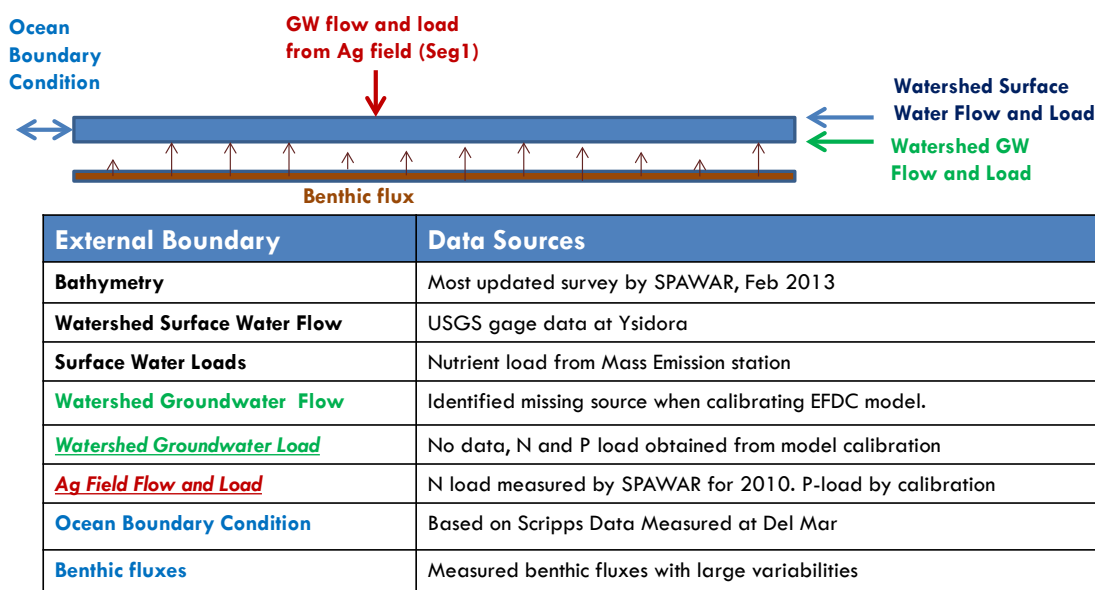 Ocean
Boundary
Condition
GW flow and load
from Ag field (Seg1)
Watershed Surface
Water Flow and Load
Watershed GW
Flow and Load
Benthic flux
External Boundary Data Sources
Bathymetry Most updated survey by SPAWAR, Feb 2013
Watershed Surface Water Flow USGS gage data at Ysidora
Surface Water Loads Nutrient load from Mass Emission station
Watershed Groundwater Flow Identified missing source when calibrating EFDC model.
Watershed Groundwater Load No data, N and P load obtained from model calibration
Ag Field Flow and Load N load measured by SPAWAR for 2010. P-load by calibration
Ocean Boundary Condition Based on Scripps Data Measured at Del Mar
Benthic fluxes Measured benthic fluxes with large variabilities